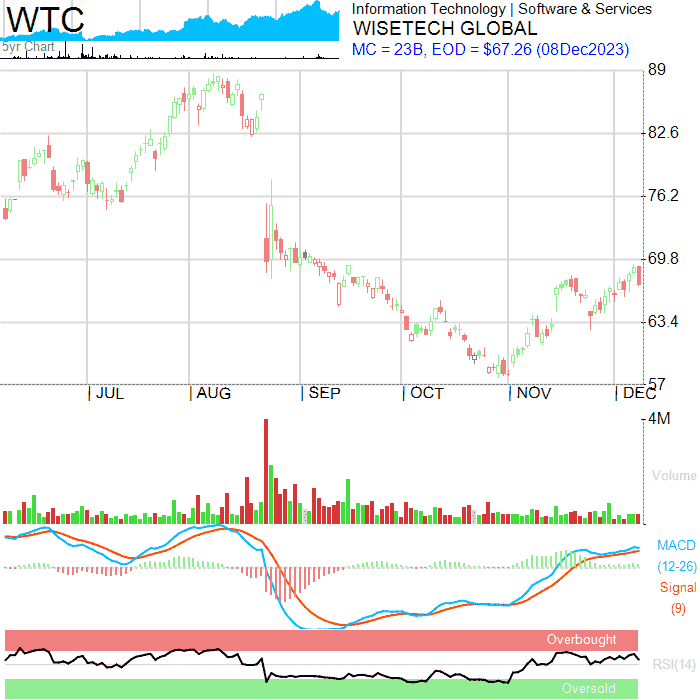 WTC
5yr Chart
Information Technology | Software & Services
WISETECH GLOBAL
MC = 23B, EOD = $67.26 (08Dec2023)
89
82.6
76.2
69.8
63.4
57
| JUL | AUG | SEP | OCT | NOV | DEC
4M
Volume
MACD
(12-26)
Signal
(9)
Overbought
RSI(14)
Oversold